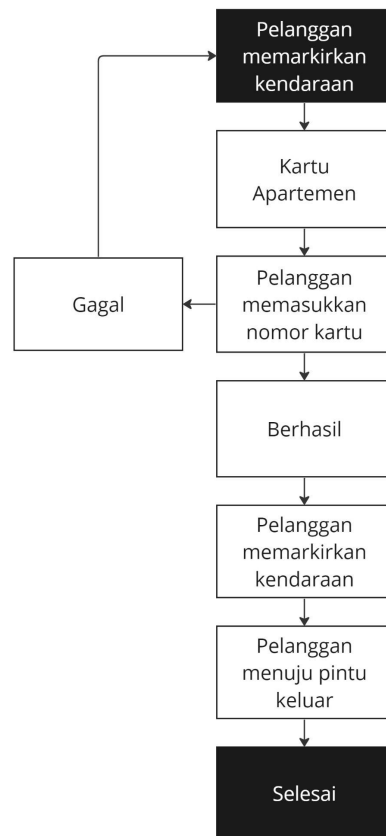 Pelanggan
memarkirkan
kendaraan
Kartu
Apartemen
Gagal
Pelanggan
memasukkan
nomor kartu
Berhasil
Pelanggan
memarkirkan
kendaraan
Pelanggan
menuju pintu
keluar
Selesai